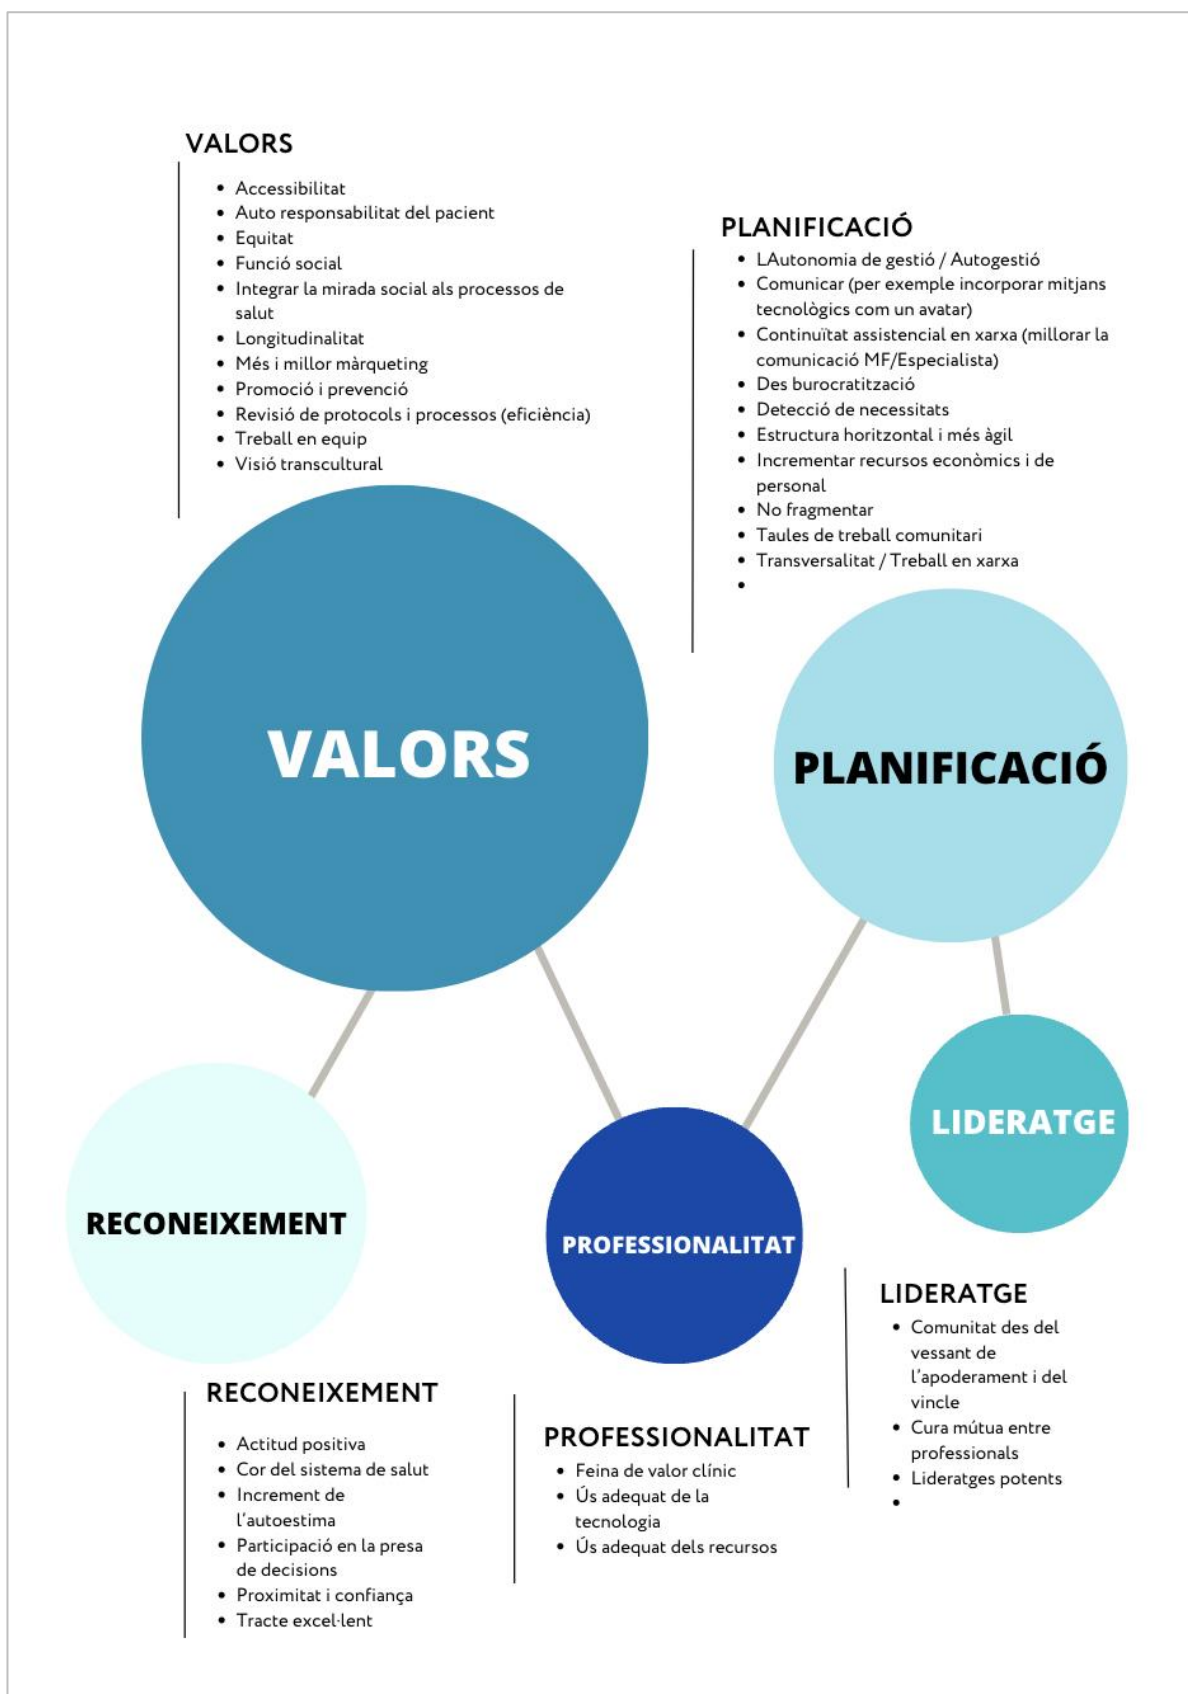 VALORS
• Accessibilitat
• Auto responsabilitat del pacient
• Equitat
• Funció social
• Integrar la mirada social als processos de
salut
• Longitudinalitat
• Més i millor màrqueting
• Promoció i prevenció
• Revisió de protocols i processos (eficiència)
• Treball en equip
• Visió transcultural
PLANIFICACIÓ
• LAutonomia de gestió / Autogestió
• Comunicar (per exemple incorporar mitjans
tecnològics com un avatar)
• Continuïtat assistencial en xarxa (millorar la
comunicació MF/Especialista)
• Des burocratització
• Detecció de necessitats
• Estructura horitzontal i més àgil
• Incrementar recursos econòmics i de
personal
• No fragmentar
• Taules de treball comunitari
• Transversalitat / Treball en xarxa
•
VALORS
PLANIFICACIÓ
LIDERATGE
RECONEIXEMENT
PROFESSIONALITAT
LIDERATGE
• Comunitat des del
vessant de
l'apoderament i del
vincle
• Cura mútua entre
professionals
• Lideratges potents
•
RECONEIXEMENT
• Actitud positiva
• Cor del sistema de salut
• Increment de
l'autoestima
• Participació en la presa
de decisions
• Proximitat i confiança
• Tracte excel·lent
PROFESSIONALITAT
• Feina de valor clínic
• Ús adequat de la
tecnologia
• Ús adequat dels recursos